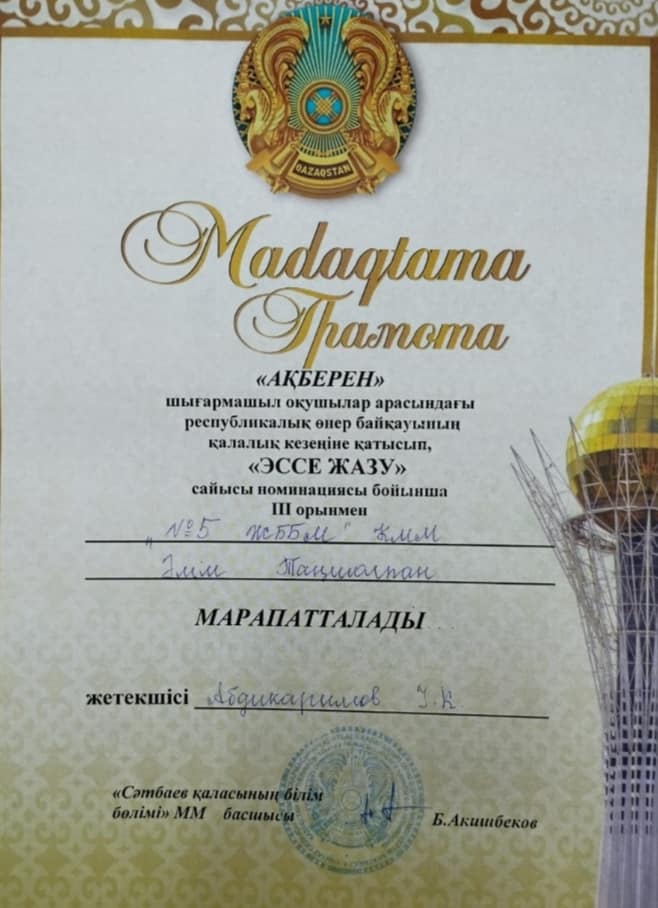 QAZAQSTAN
Madaqtama
Грамота
«АҚБЕРЕН»
шығармашыл оқушылар арасындағы
республикалық өнер байқауының
қалалық кезеңіне қатысып,
«ЭССЕ ЖАЗУ»
сайысы номинациясы бойынша
III орынмен
"№5 ЖББМ" КММ
Әлім Таңшолпан
МАРАПАТТАЛАДЫ
жетекшісі Абдикаримов Ү.К.
«Сәтбаев қаласының білім
бөлімі» ММ басшысы
Б.Акишбеков